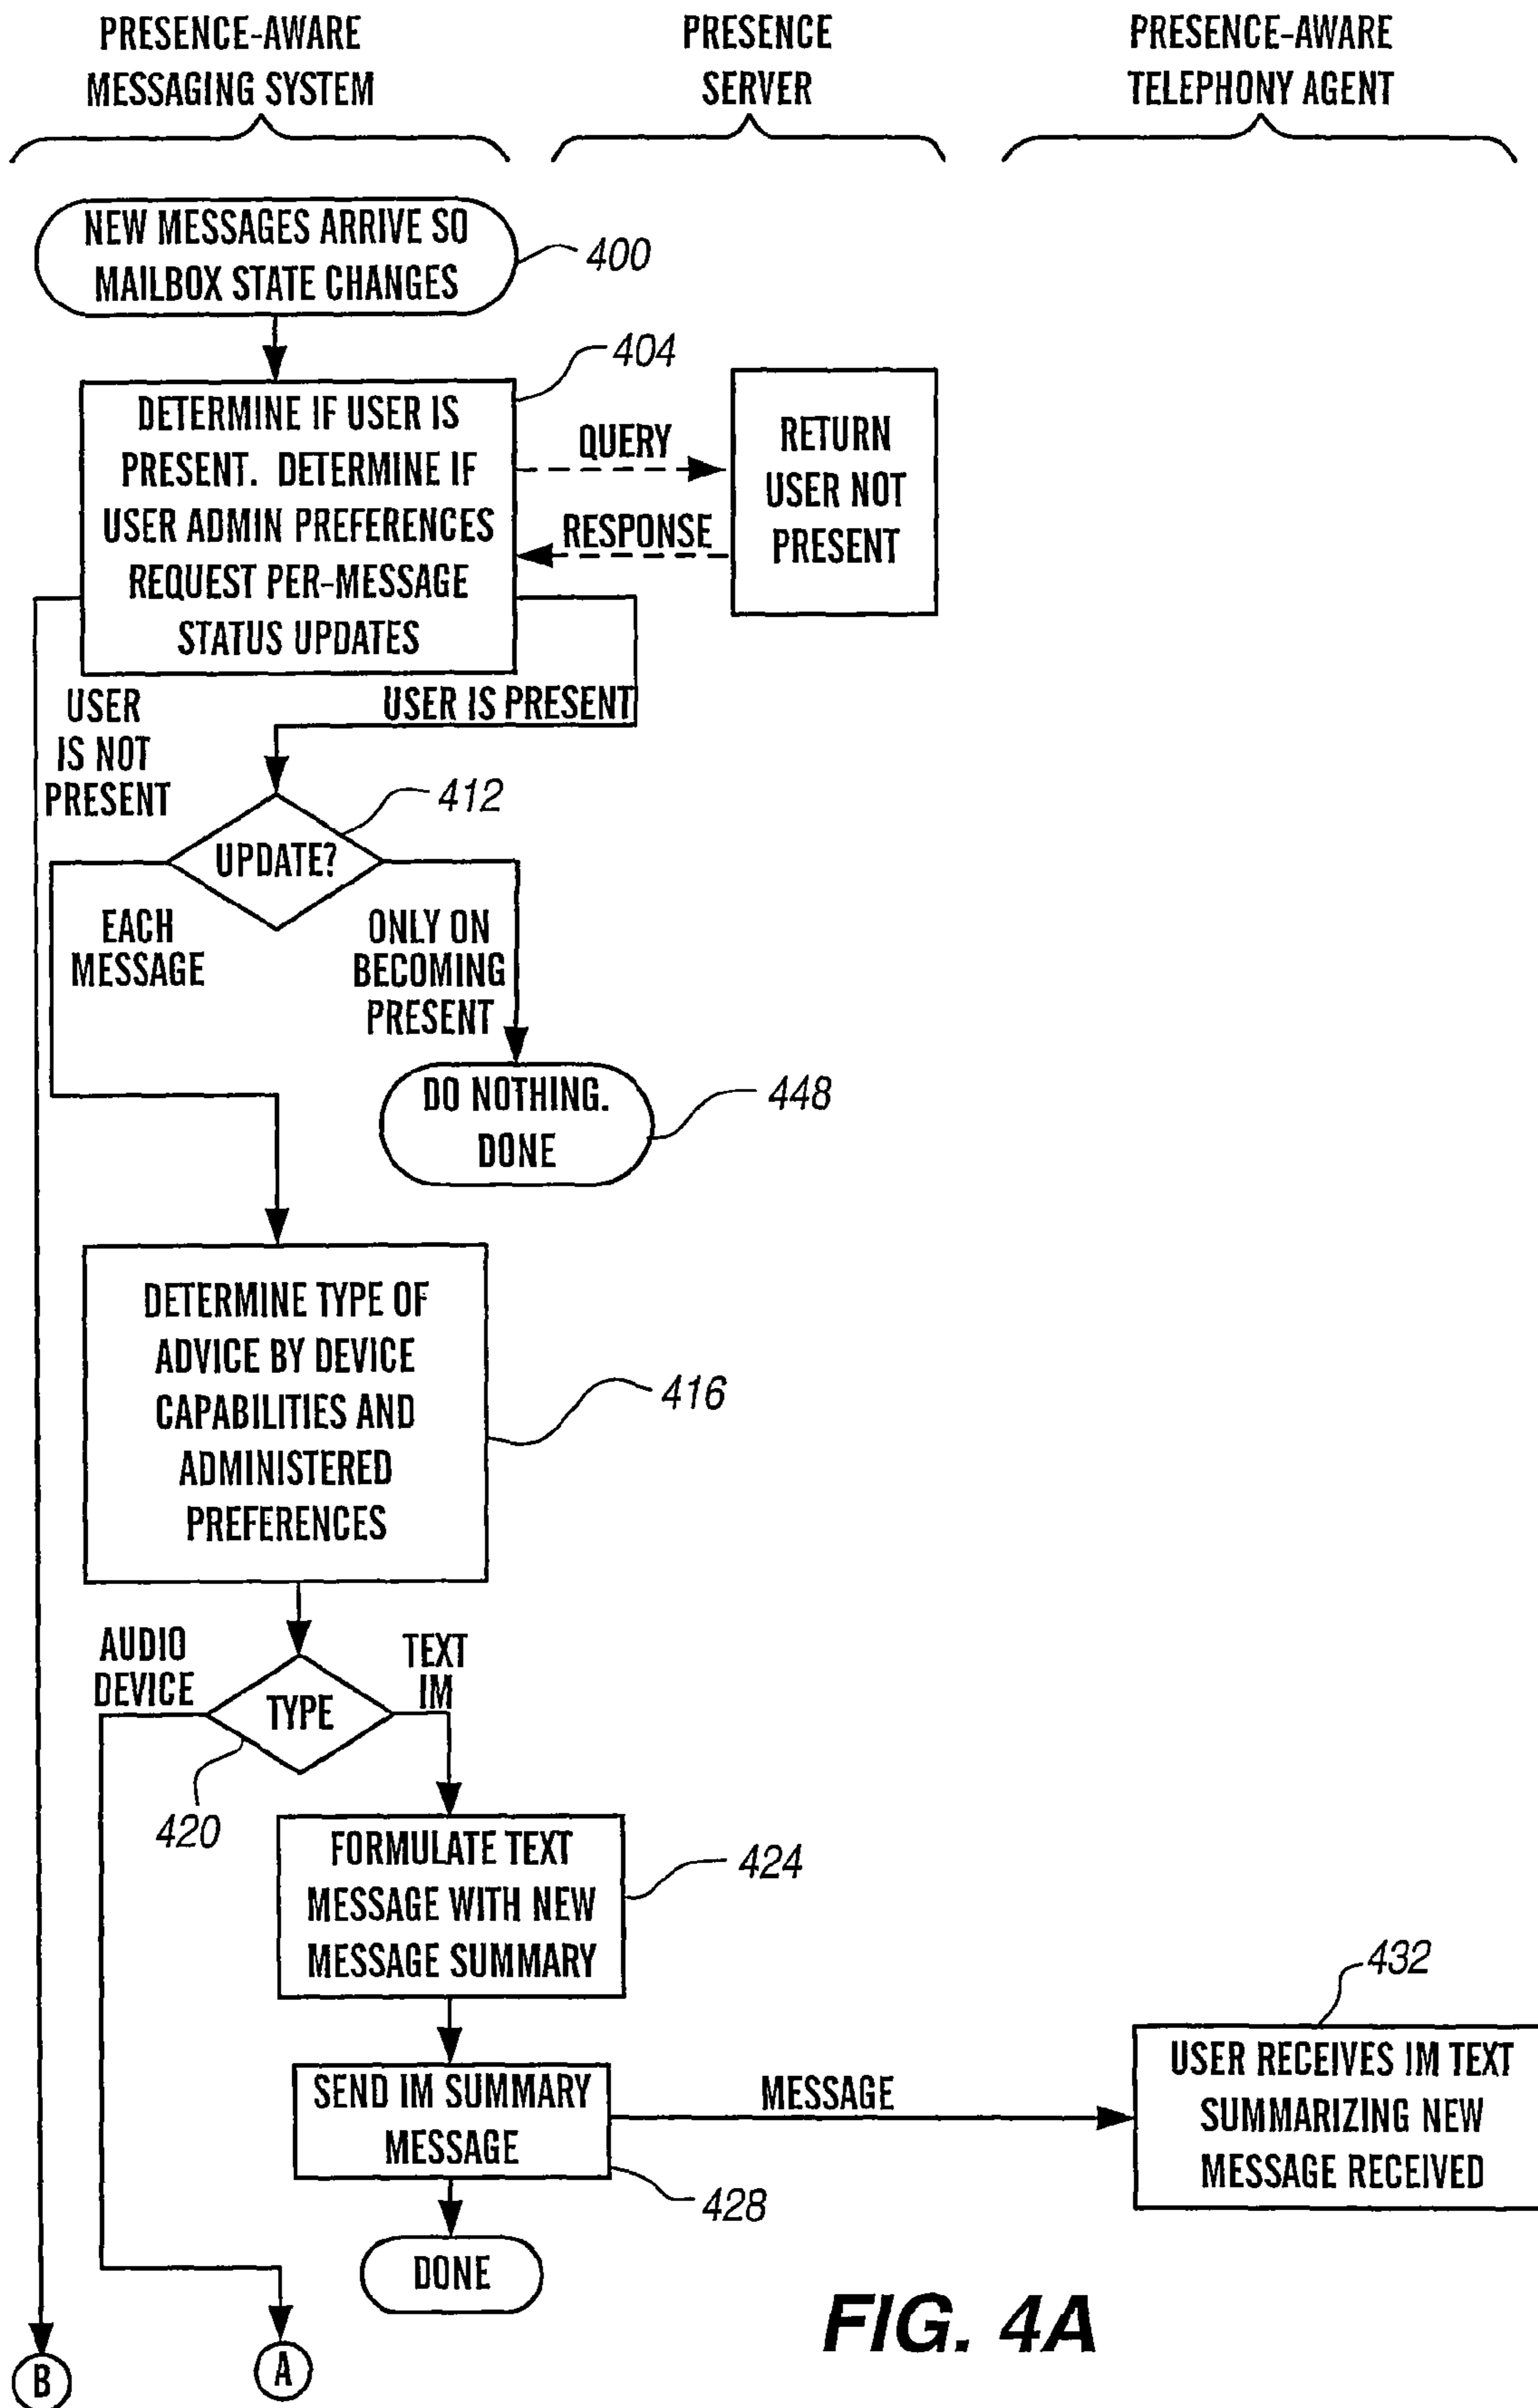 PRESENCE-AWARE
MESSAGING SYSTEM
PRESENCE
SERVER
PRESENCE-AWARE
TELEPHONY AGENT
NEW MESSAGES ARRIVE SO
MAILBOX STATE CHANGES
400
404
DETERMINE IF USER IS
PRESENT. DETERMINE IF
USER ADMIN PREFERENCES
REQUEST PER-MESSAGE
STATUS UPDATES
QUERY
RESPONSE
RETURN
USER NOT
PRESENT
USER
IS NOT
PRESENT
USER IS PRESENT
412
UPDATE?
EACH
MESSAGE
ONLY ON
BECOMING
PRESENT
DO NOTHING.
DONE
448
DETERMINE TYPE OF
ADVICE BY DEVICE
CAPABILITIES AND
ADMINISTERED
PREFERENCES
416
AUDIO
DEVICE
TEXT
IM
TYPE
420
FORMULATE TEXT
MESSAGE WITH NEW
MESSAGE SUMMARY
424
SEND IM SUMMARY
MESSAGE
428
MESSAGE
432
USER RECEIVES IM TEXT
SUMMARIZING NEW
MESSAGE RECEIVED
DONE
B
A
FIG. 4A